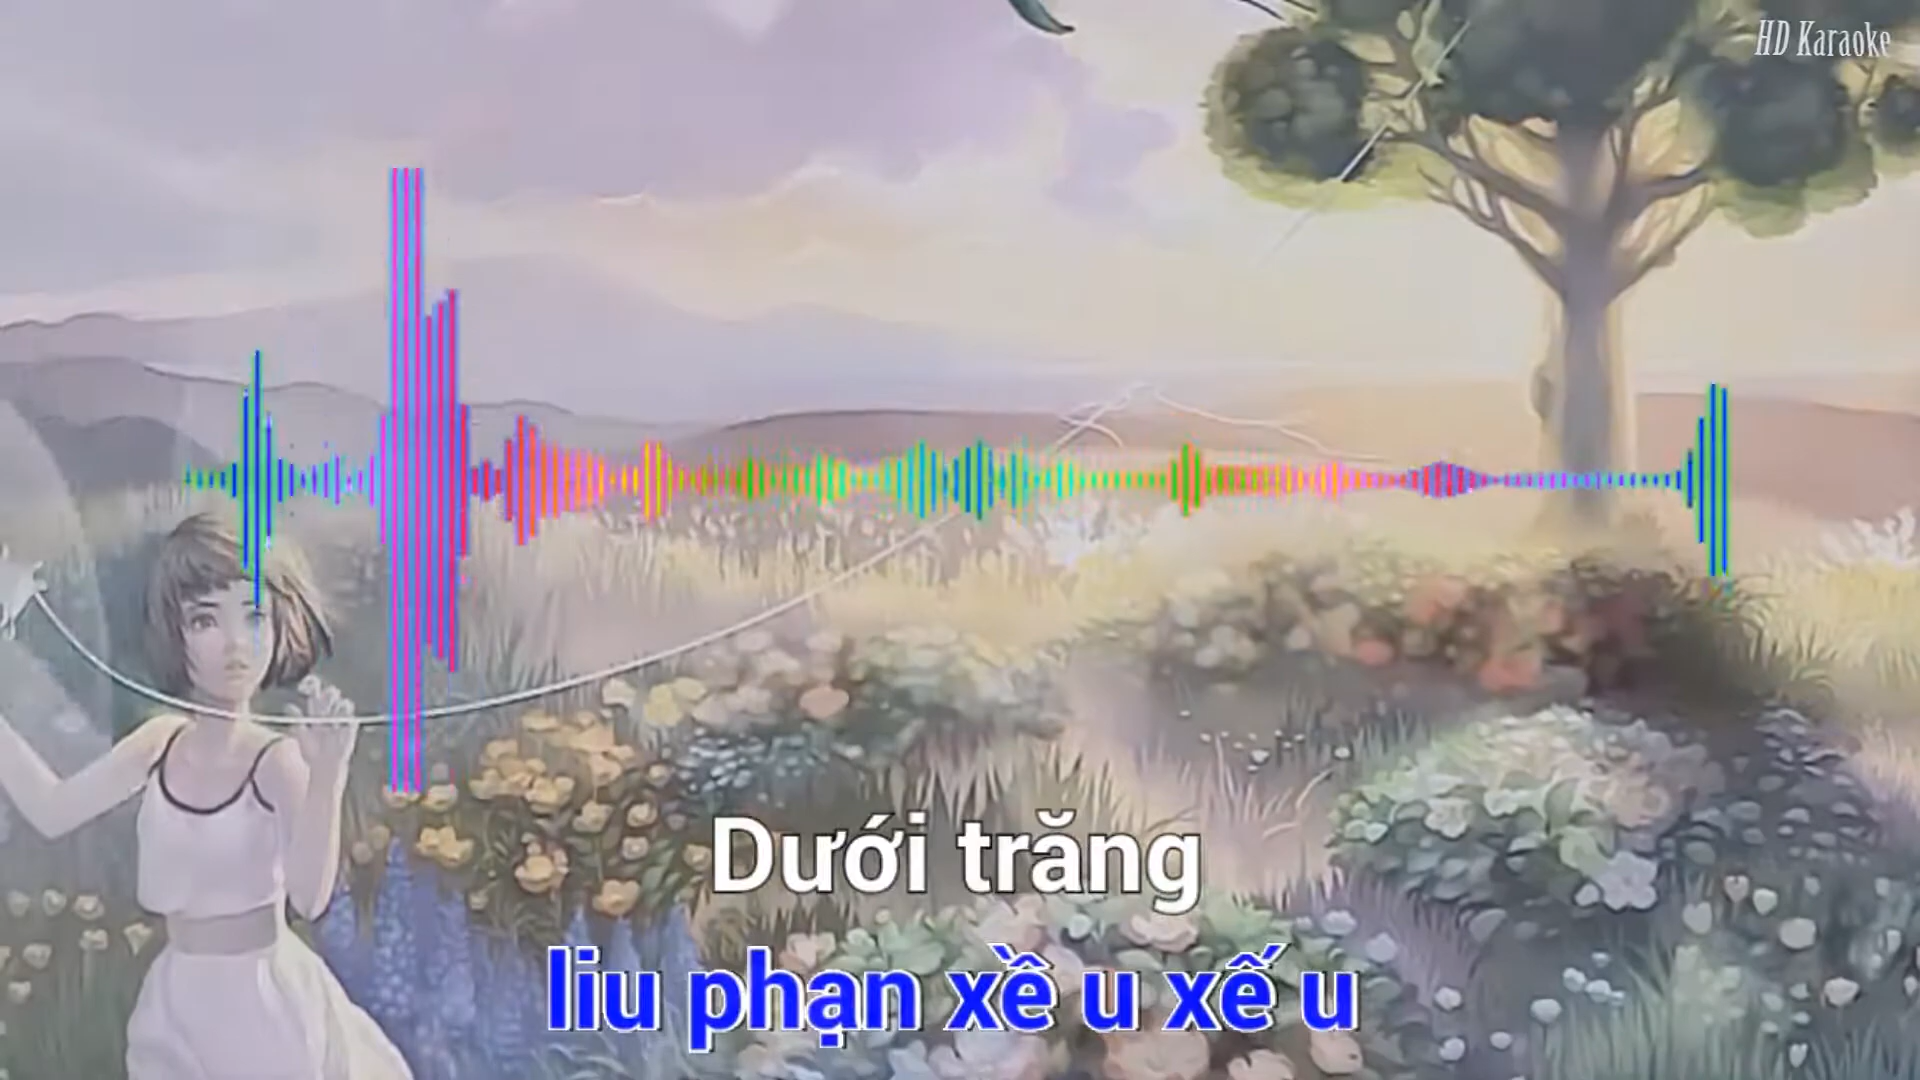 HD Karaoke
Dưới trăng
liu phạn xề u xế u